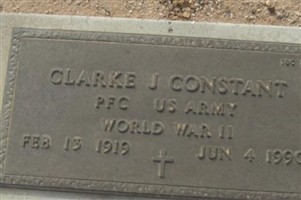 CLARKE J CONSTANT
PFC US ARMY
WORLD WAR II
FEB 13 1919 JUN 4 1990